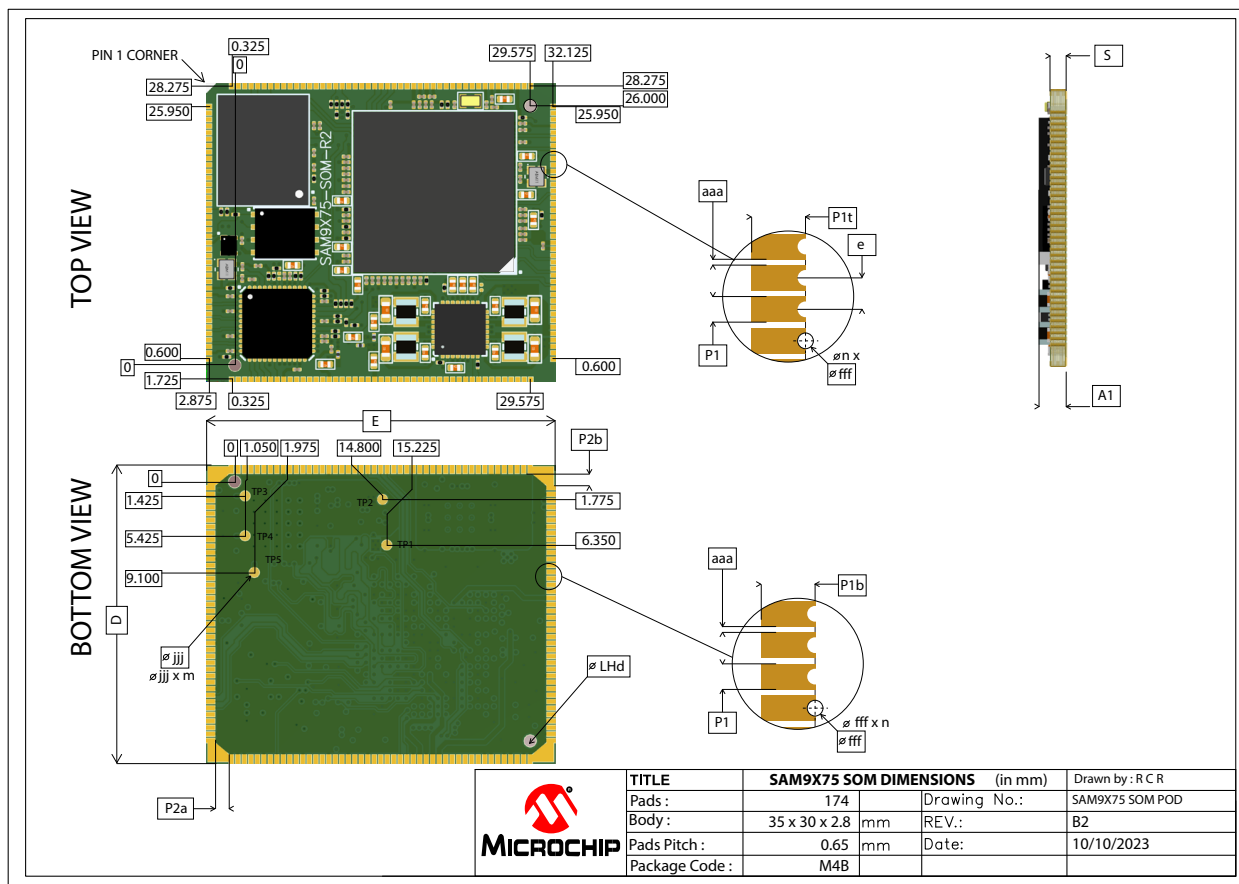 PIN 1 CORNER
0.325
0
29.575
32.125
28.275
25.950
28.275
26.000
25.950
S
TOP VIEW
SAM9X75-SOM-R2
aaa
P1t
e
P1
ø n x
ø fff
A1
0.600
0
1.725
2.875
0.325
29.575
0.600
E
BOTTOM VIEW
0
1.050
1.975
14.800
15.225
P2b
0
1.425
TP3
TP2
1.775
5.425
TP4
TP1
6.350
9.100
TP5
D
ø jjj
ø jjj x m
ø LHd
aaa
P1b
P1
ø fff x n
ø fff
P2a
MICROCHIP
TITLE SAM9X75 SOM DIMENSIONS (in mm) Drawn by : R C R
Pads : 174 Drawing No.: SAM9X75 SOM POD
Body : 35 x 30 x 2.8 mm REV.: B2
Pads Pitch : 0.65 mm Date: 10/10/2023
Package Code : M4B